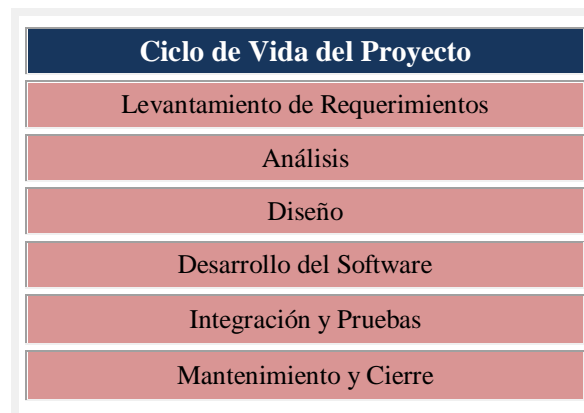 Ciclo de Vida del Proyecto
Levantamiento de Requerimientos
Análisis
Diseño
Desarrollo del Software
Integración y Pruebas
Mantenimiento y Cierre